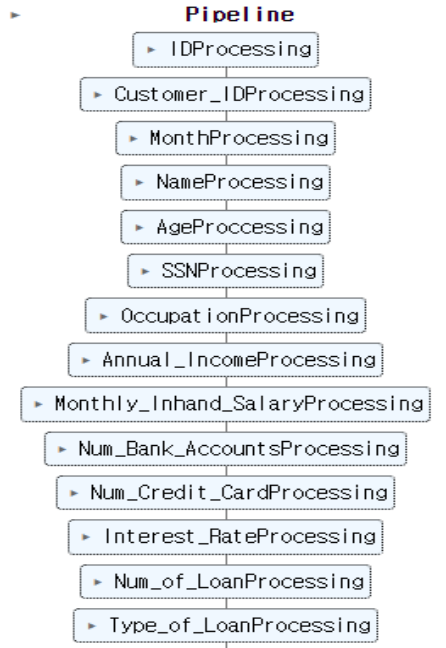 Pipeline
IDProcessing
Customer_IDProcessing
MonthProcessing
NameProcessing
AgeProccessing
SSNProcessing
OccupationProcessing
Annual_IncomeProcessing
Monthly_Inhand_SalaryProcessing
Num_Bank_AccountsProcessing
Num_Credit_CardProcessing
Interest_RateProcessing
Num_of_LoanProcessing
Type_of_LoanProcessing